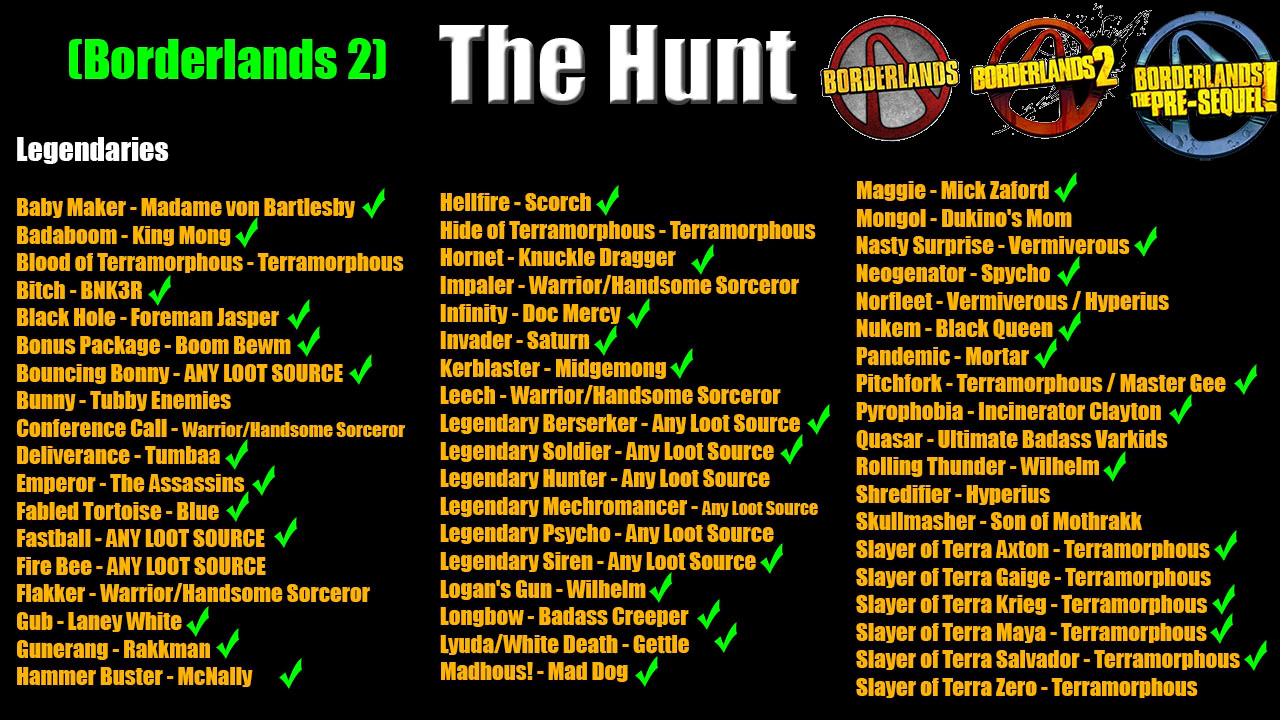 (Borderlands 2)
The Hunt
BORDERLANDS
BORDERLANDS 2
BORDERLANDS
THE PRE-SEQUEL!
Legendaries
Baby Maker - Madame von Bartlesby
Badaboom - King Mong
Blood of Terramorphous - Terramorphous
Bitch - BNK3R
Black Hole - Foreman Jasper
Bonus Package - Boom Bewm
Bouncing Bonny - ANY LOOT SOURCE
Bunny - Tubby Enemies
Conference Call - Warrior/Handsome Sorceror
Deliverance - Tumbaa
Emperor - The Assassins
Fabled Tortoise - Blue
Fastball - ANY LOOT SOURCE
Fire Bee - ANY LOOT SOURCE
Flakker - Warrior/Handsome Sorceror
Gub - Laney White
Gunerang - Rakkman
Hammer Buster - McNally
Hellfire - Scorch
Hide of Terramorphous - Terramorphous
Hornet - Knuckle Dragger
Impaler - Warrior/Handsome Sorceror
Infinity - Doc Mercy
Invader - Saturn
Kerblaster - Midgemong
Leech - Warrior/Handsome Sorceror
Legendary Berserker - Any Loot Source
Legendary Soldier - Any Loot Source
Legendary Hunter - Any Loot Source
Legendary Mechromancer - Any Loot Source
Legendary Psycho - Any Loot Source
Legendary Siren - Any Loot Source
Logan's Gun - Wilhelm
Longbow - Badass Creeper
Lyuda/White Death - Gettle
Madhous! - Mad Dog
Maggie - Mick Zaford
Mongol - Dukino's Mom
Nasty Surprise - Vermiverous
Neogenator - Spycho
Norfleet - Vermiverous / Hyperius
Nukem - Black Queen
Pandemic - Mortar
Pitchfork - Terramorphous / Master Gee
Pyrophobia - Incinerator Clayton
Quasar - Ultimate Badass Varkids
Rolling Thunder - Wilhelm
Shredifier - Hyperius
Skullmasher - Son of Mothrakk
Slayer of Terra Axton - Terramorphous
Slayer of Terra Gaige - Terramorphous
Slayer of Terra Krieg - Terramorphous
Slayer of Terra Maya - Terramorphous
Slayer of Terra Salvador - Terramorphous
Slayer of Terra Zero - Terramorphous